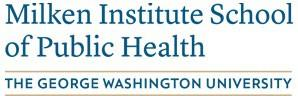 Milken Institute School
of Public Health
THE GEORGE WASHINGTON UNIVERSITY